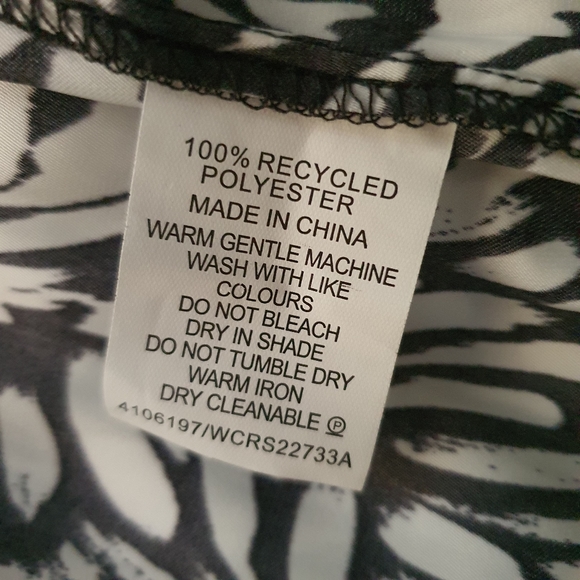 100% RECYCLED
POLYESTER
MADE IN CHINA
WARM GENTLE MACHINE
WASH WITH LIKE
COLOURS
DO NOT BLEACH
DRY IN SHADE
DO NOT TUMBLE DRY
WARM IRON
DRY CLEANABLE Ⓟ
4106197/WCRS22733A